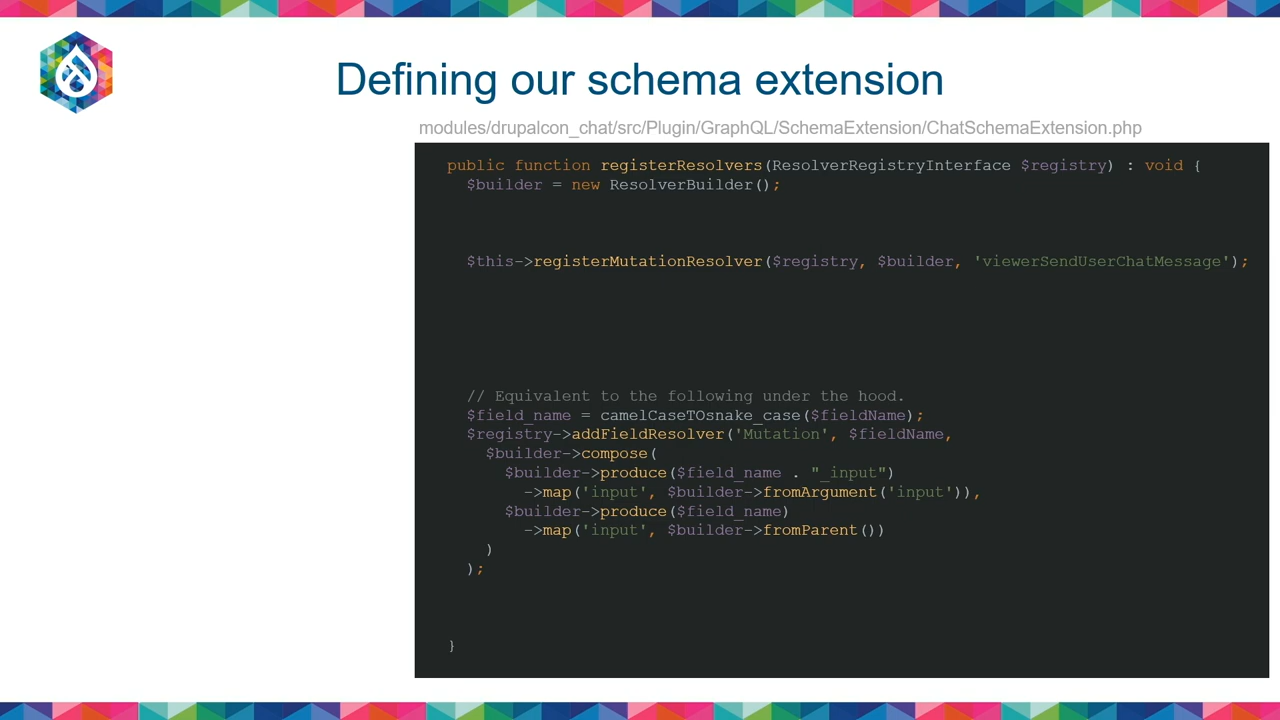 Defining our schema extension
modules/drupalcon_chat/src/Plugin/GraphQL/SchemaExtension/ChatSchemaExtension.php
public function registerResolvers(ResolverRegistryInterface $registry) : void {
$builder = new ResolverBuilder();
$this->registerMutationResolver($registry, $builder, 'viewerSendUserChatMessage');
// Equivalent to the following under the hood.
$field_name = camelCaseTOsnake_case($fieldName);
$registry->addFieldResolver('Mutation', $fieldName,
$builder->compose(
$builder->produce($field_name . "_input")
->map('input', $builder->fromArgument('input')),
$builder->produce($field_name)
->map('input', $builder->fromParent())
)
);
}